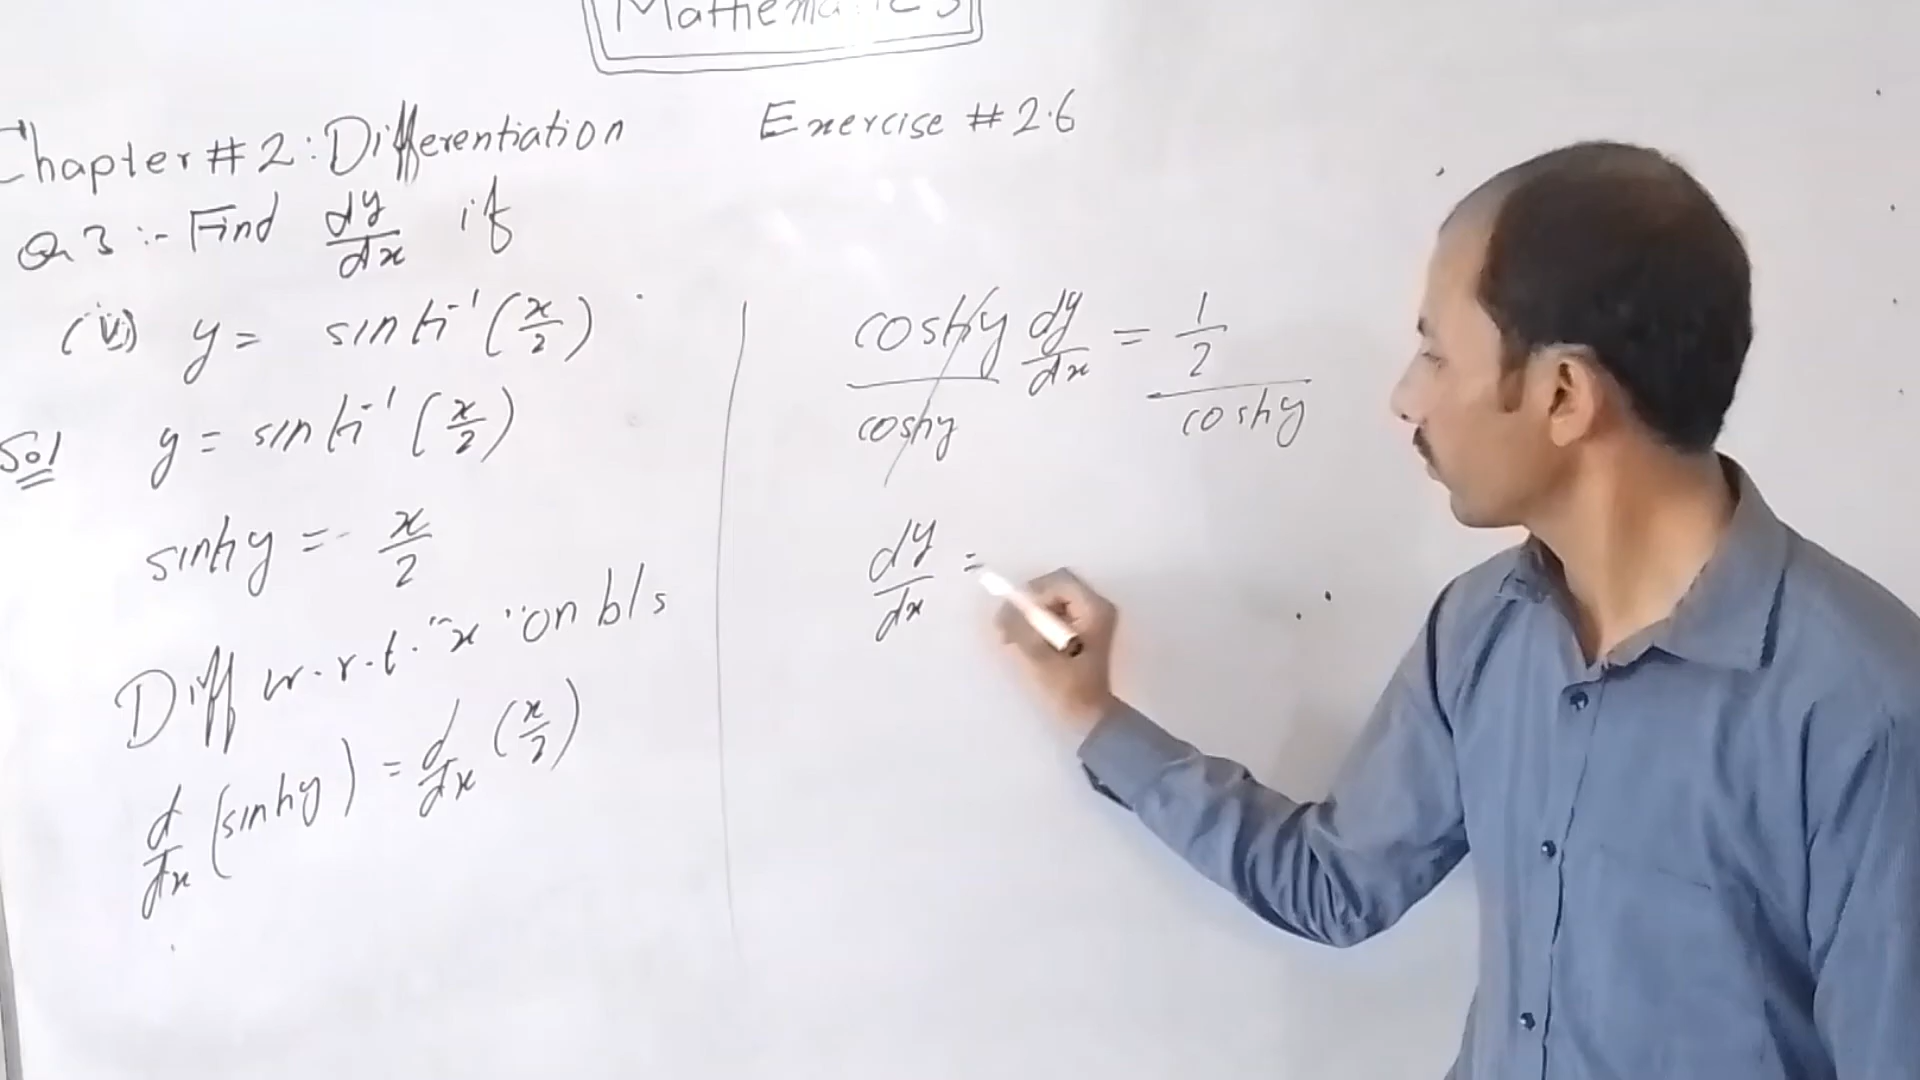 Mathematics
Chapter # 2 : Differentiation Exercise # 2.6
Q 3 :- Find dy/dx if
(v) y = sinh⁻¹ (x/2)
Sol y = sinh⁻¹ (x/2)
sinhy = x/2
Diff w.r.t. "x" on b/s
d/dx (sinhy) = d/dx (x/2)
coshy/coshy dy/dx = 1/2/coshy
dy/dx =